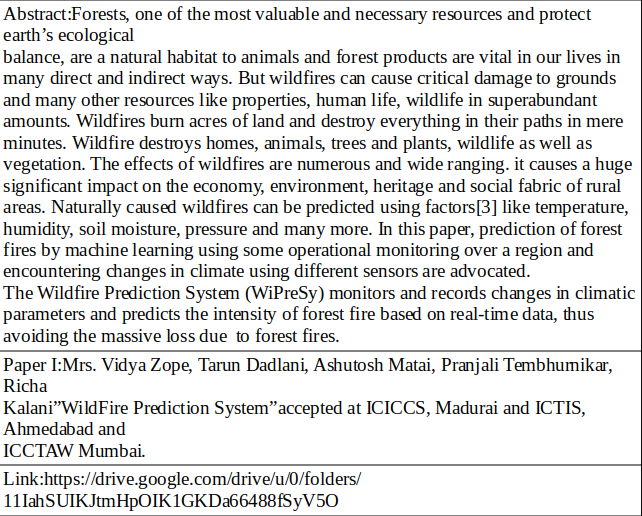 Abstract:Forests, one of the most valuable and necessary resources and protect
earth's ecological
balance, are a natural habitat to animals and forest products are vital in our lives in
many direct and indirect ways. But wildfires can cause critical damage to grounds
and many other resources like properties, human life, wildlife in superabundant
amounts. Wildfires burn acres of land and destroy everything in their paths in mere
minutes. Wildfire destroys homes, animals, trees and plants, wildlife as well as
vegetation. The effects of wildfires are numerous and wide ranging. it causes a huge
significant impact on the economy, environment, heritage and social fabric of rural
areas. Naturally caused wildfires can be predicted using factors[3] like temperature,
humidity, soil moisture, pressure and many more. In this paper, prediction of forest
fires by machine learning using some operational monitoring over a region and
encountering changes in climate using different sensors are advocated.
The Wildfire Prediction System (WiPreSy) monitors and records changes in climatic
parameters and predicts the intensity of forest fire based on real-time data, thus
avoiding the massive loss due  to forest fires.
Paper I:Mrs. Vidya Zope, Tarun Dadlani, Ashutosh Matai, Pranjali Tembhurnikar,
Richa
Kalani”WildFire Prediction System”accepted at ICICCS, Madurai and ICTIS,
Ahmedabad and
ICCTAW Mumbai.
Link:https://drive.google.com/drive/u/0/folders/
11IahSUIKJtmHpOIK1GKDa66488fSyV5O